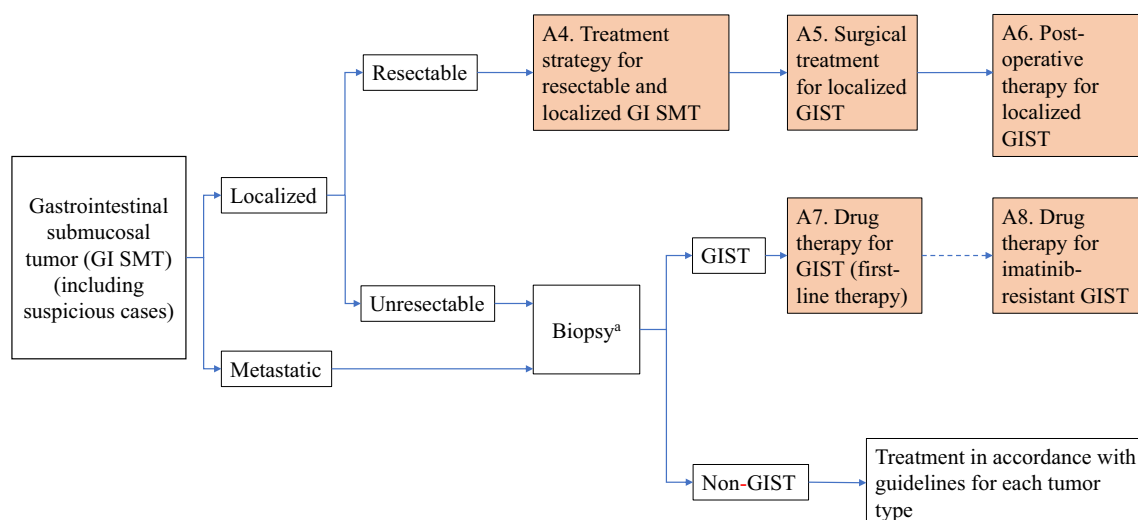 Gastrointestinal
submucosal
tumor (GI SMT)
(including
suspicious cases)
Localized
Metastatic
Resectable
Unresectable
A4. Treatment
strategy for
resectable and
localized GI SMT
A5. Surgical
treatment
for localized
GIST
A6. Post-
operative
therapy for
localized
GIST
Biopsyᵃ
GIST
A7. Drug
therapy for
GIST (first-
line therapy)
A8. Drug
therapy for
imatinib-
resistant GIST
Non-GIST
Treatment in accordance with
guidelines for each tumor
type